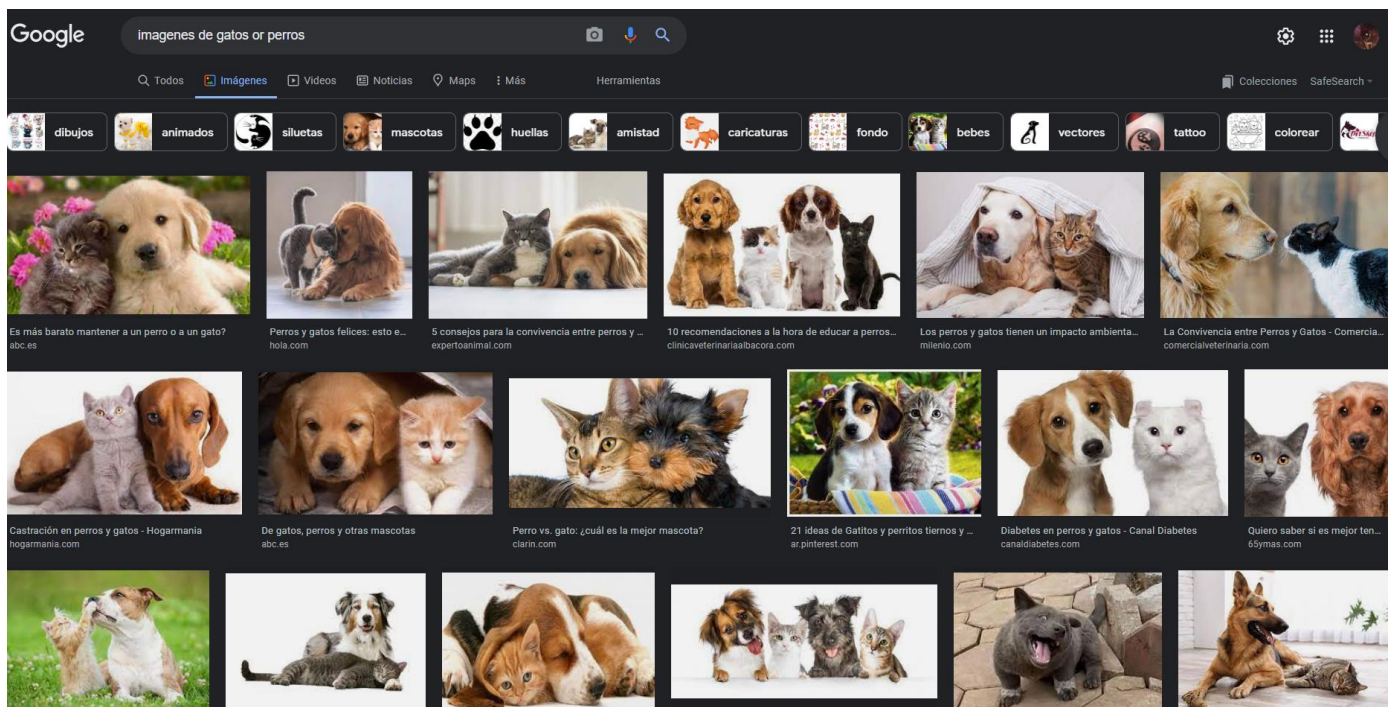 Google
imagenes de gatos or perros
Todos
Imágenes
Videos
Noticias
Maps
Más
Herramientas
Colecciones
SafeSearch
dibujos
animados
siluetas
mascotas
huellas
amistad
caricaturas
fondo
bebes
vectores
tattoo
colorear
Es más barato mantener a un perro o a un gato?
abc.es
Perros y gatos felices: esto e...
hola.com
5 consejos para la convivencia entre perros y ...
expertoanimal.com
10 recomendaciones a la hora de educar a perros...
clinicaveterinariaalbacora.com
Los perros y gatos tienen un impacto ambienta...
milenio.com
La Convivencia entre Perros y Gatos - Comercia...
comercialveterinaria.com
Castración en perros y gatos - Hogarmania
hogarmania.com
De gatos, perros y otras mascotas
abc.es
Perro vs. gato: ¿cuál es la mejor mascota?
clarin.com
21 ideas de Gatitos y perritos tiernos y ...
ar.pinterest.com
Diabetes en perros y gatos - Canal Diabetes
canaldiabetes.com
Quiero saber si es mejor ten...
65ymas.com